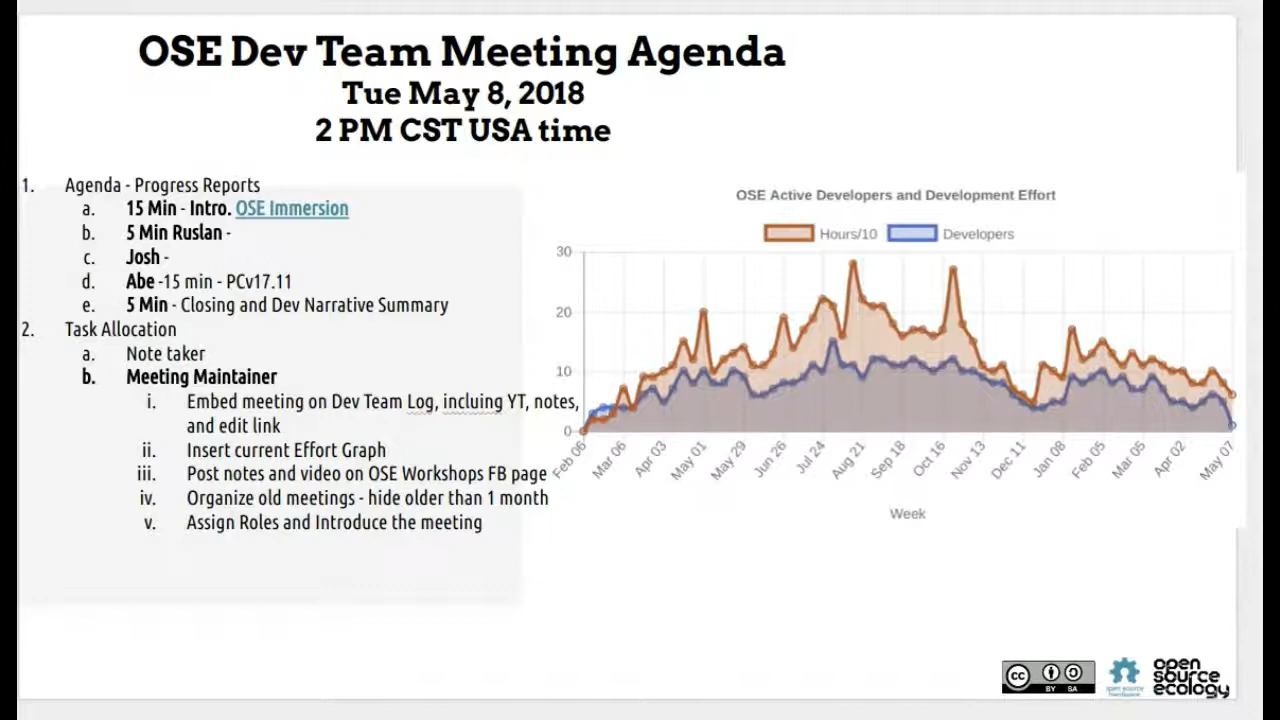 OSE Dev Team Meeting Agenda
Tue May 8, 2018
2 PM CST USA time
1. Agenda - Progress Reports
a. 15 Min - Intro. OSE Immersion
b. 5 Min Ruslan -
c. Josh -
d. Abe -15 min - PCv17.11
e. 5 Min - Closing and Dev Narrative Summary
2. Task Allocation
a. Note taker
b. Meeting Maintainer
i. Embed meeting on Dev Team Log, incluing YT, notes,
and edit link
ii. Insert current Effort Graph
iii. Post notes and video on OSE Workshops FB page
iv. Organize old meetings - hide older than 1 month
v. Assign Roles and Introduce the meeting
OSE Active Developers and Development Effort
Hours/10 Developers
30
20
10
0
Feb 06 Mar 06 Apr 03 May 01 May 29 Jun 26 Jul 24 Aug 21 Sep 18 Oct 16 Nov 13 Dec 11 Jan 08 Feb 05 Mar 05 Apr 02 May 07
Week
cc BY SA
open
source
ecology